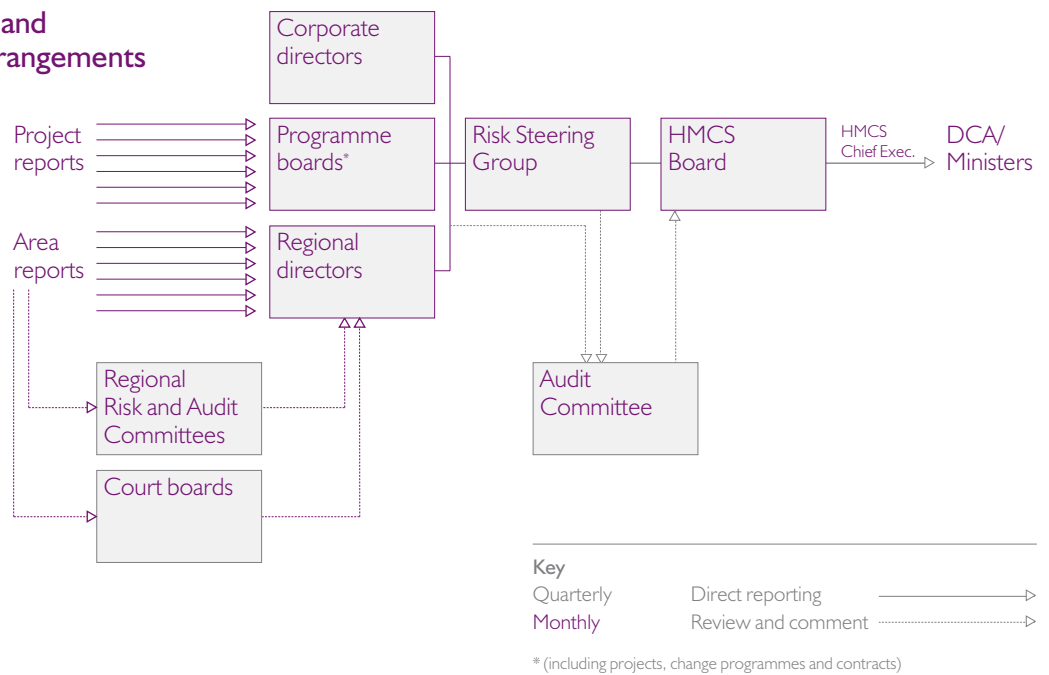 and
rangements
Corporate
directors
Project
reports
Programme
boards*
Risk Steering
Group
HMCS
Board
HMCS
Chief Exec.
DCA/
Ministers
Area
reports
Regional
directors
Regional
Risk and Audit
Committees
Audit
Committee
Court boards
Key
Quarterly Direct reporting
Monthly Review and comment
* (including projects, change programmes and contracts)